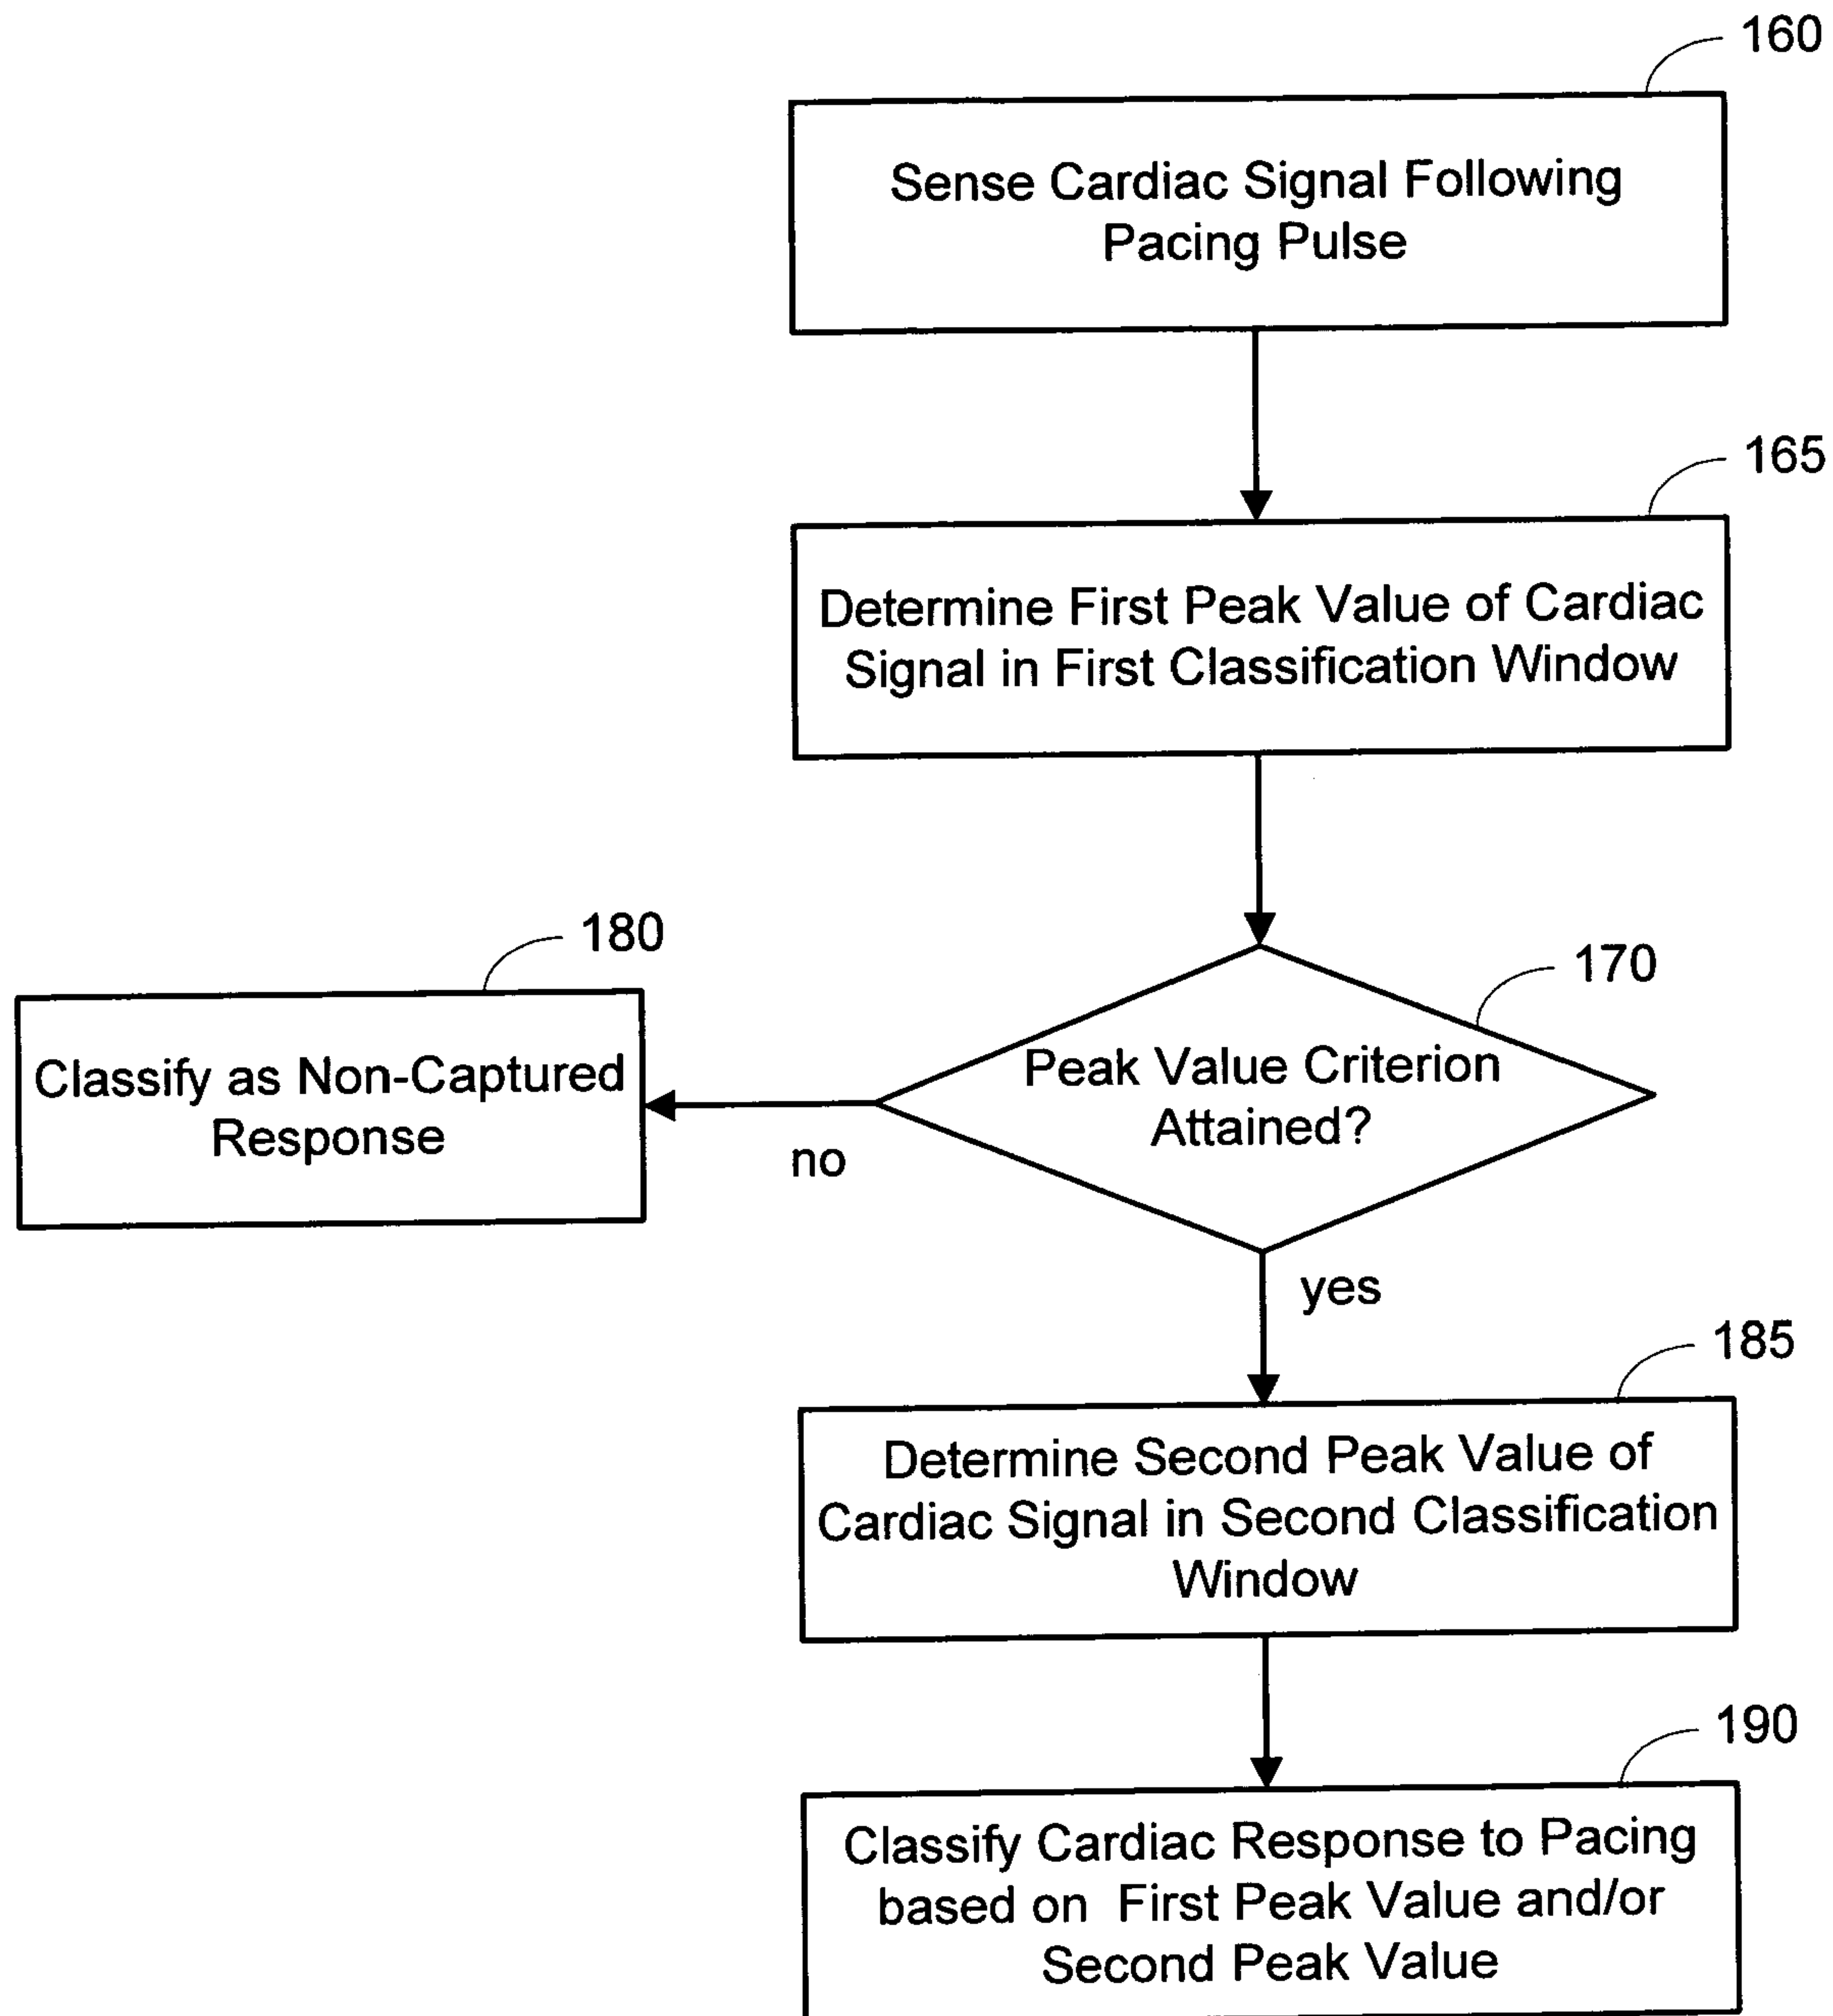 160
Sense Cardiac Signal Following
Pacing Pulse
165
Determine First Peak Value of Cardiac
Signal in First Classification Window
180
170
Classify as Non-Captured
Response
Peak Value Criterion
Attained?
no
yes
185
Determine Second Peak Value of
Cardiac Signal in Second Classification
Window
190
Classify Cardiac Response to Pacing
based on First Peak Value and/or
Second Peak Value